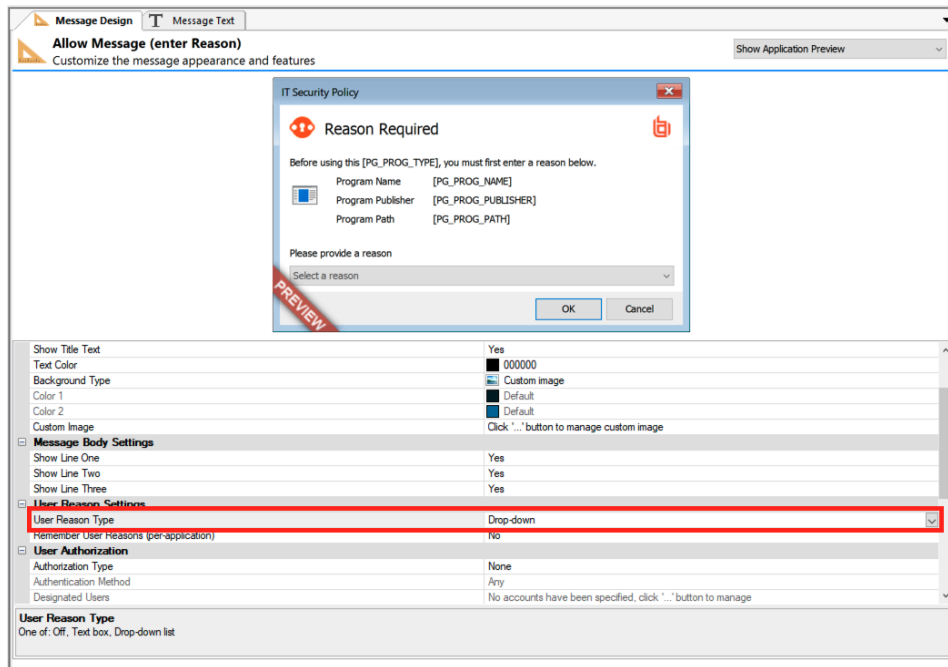 Message Design
T Message Text
Allow Message (enter Reason)
Customize the message appearance and features
Show Application Preview
IT Security Policy
Reason Required
Before using this [PG_PROG_TYPE], you must first enter a reason below.
Program Name [PG_PROG_NAME]
Program Publisher [PG_PROG_PUBLISHER]
Program Path [PG_PROG_PATH]
Please provide a reason
Select a reason
PREVIEW
OK Cancel
Show Title Text Yes
Text Color 000000
Background Type Custom image
Color 1 Default
Color 2 Default
Custom Image Click '...' button to manage custom image
Message Body Settings
Show Line One Yes
Show Line Two Yes
Show Line Three Yes
User Reason Settings
User Reason Type Drop-down
Remember User Reasons (per-application) No
User Authorization
Authorization Type None
Authentication Method Any
Designated Users No accounts have been specified, click '...' button to manage
User Reason Type
One of: Off, Text box, Drop-down list